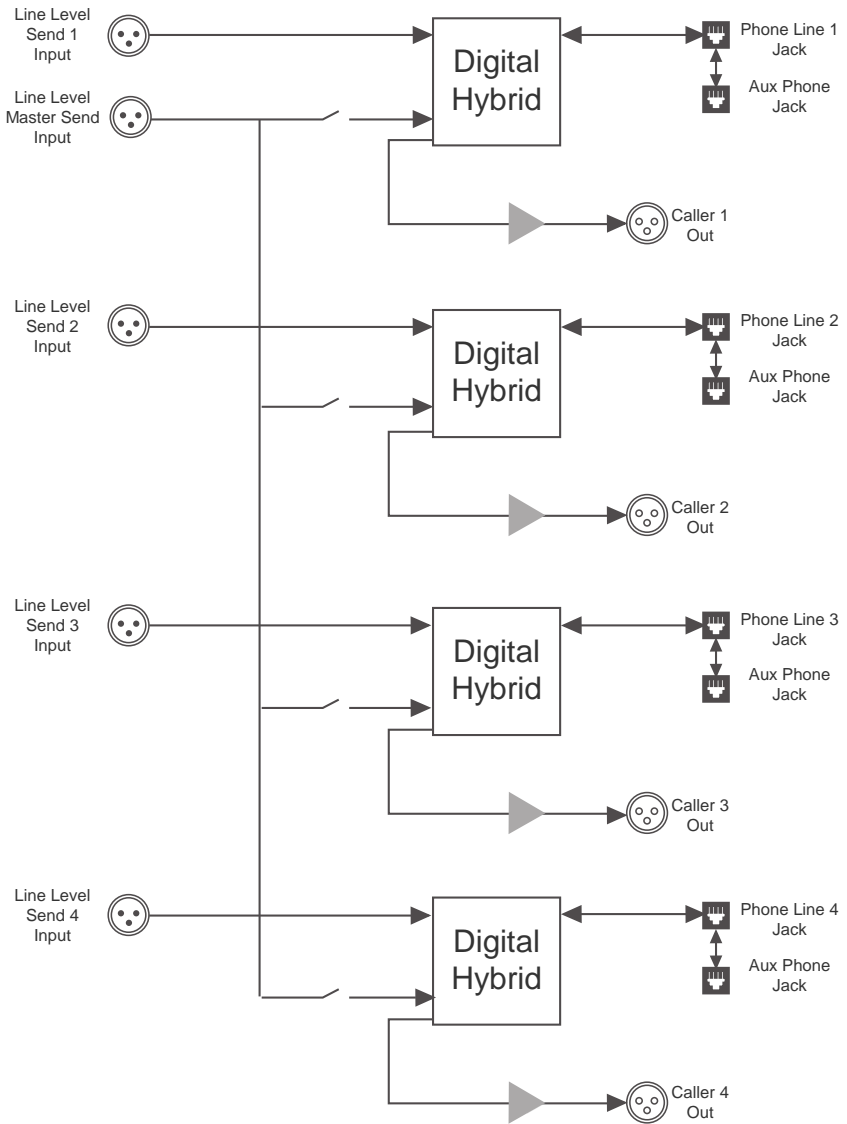 Line Level
Send 1
Input
Digital
Hybrid
Phone Line 1
Jack
Line Level
Master Send
Input
Aux Phone
Jack
Caller 1
Out
Line Level
Send 2
Input
Digital
Hybrid
Phone Line 2
Jack
Aux Phone
Jack
Caller 2
Out
Line Level
Send 3
Input
Digital
Hybrid
Phone Line 3
Jack
Aux Phone
Jack
Caller 3
Out
Line Level
Send 4
Input
Digital
Hybrid
Phone Line 4
Jack
Aux Phone
Jack
Caller 4
Out